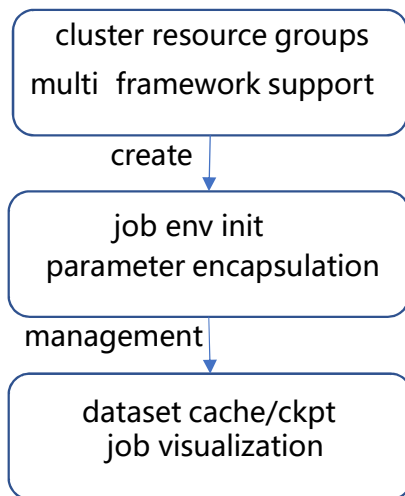 cluster resource groups
multi framework support
create
job env init
parameter encapsulation
management
dataset cache/ckpt
job visualization